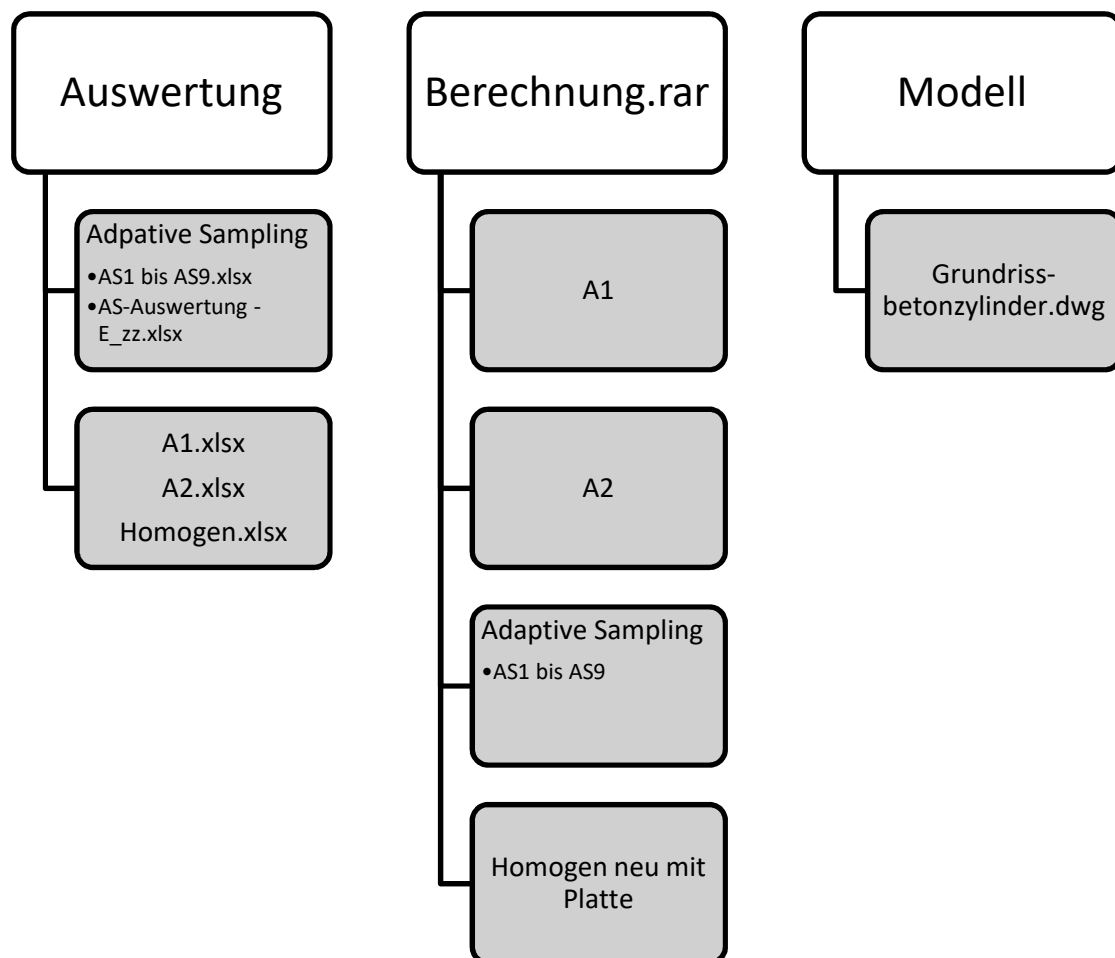 Auswertung
Adpative Sampling
•AS1 bis AS9.xlsx
•AS-Auswertung -
E_zz.xlsx
A1.xlsx
A2.xlsx
Homogen.xlsx
Berechnung.rar
A1
A2
Adaptive Sampling
•AS1 bis AS9
Homogen neu mit
Platte
Modell
Grundriss-
betonzylinder.dwg